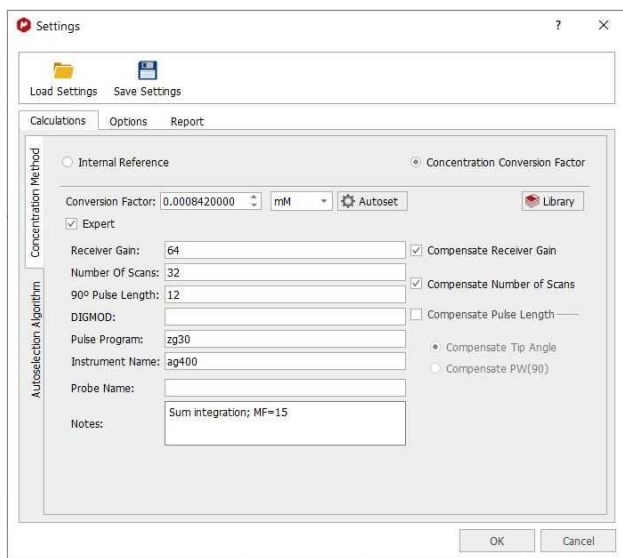 Settings
?
Load Settings Save Settings
Calculations Options Report
Concentration Method
Autoselection Algorithm
Internal Reference
Concentration Conversion Factor
Conversion Factor: 0.0008420000 mM Autoset Library
Expert
Receiver Gain: 64
Compensate Receiver Gain
Number Of Scans: 32
Compensate Number of Scans
90º Pulse Length: 12
DIGMOD:
Compensate Pulse Length
Pulse Program: zg30
Compensate Tip Angle
Instrument Name: ag400
Compensate PW(90)
Probe Name:
Notes: Sum integration; MF=15
OK Cancel